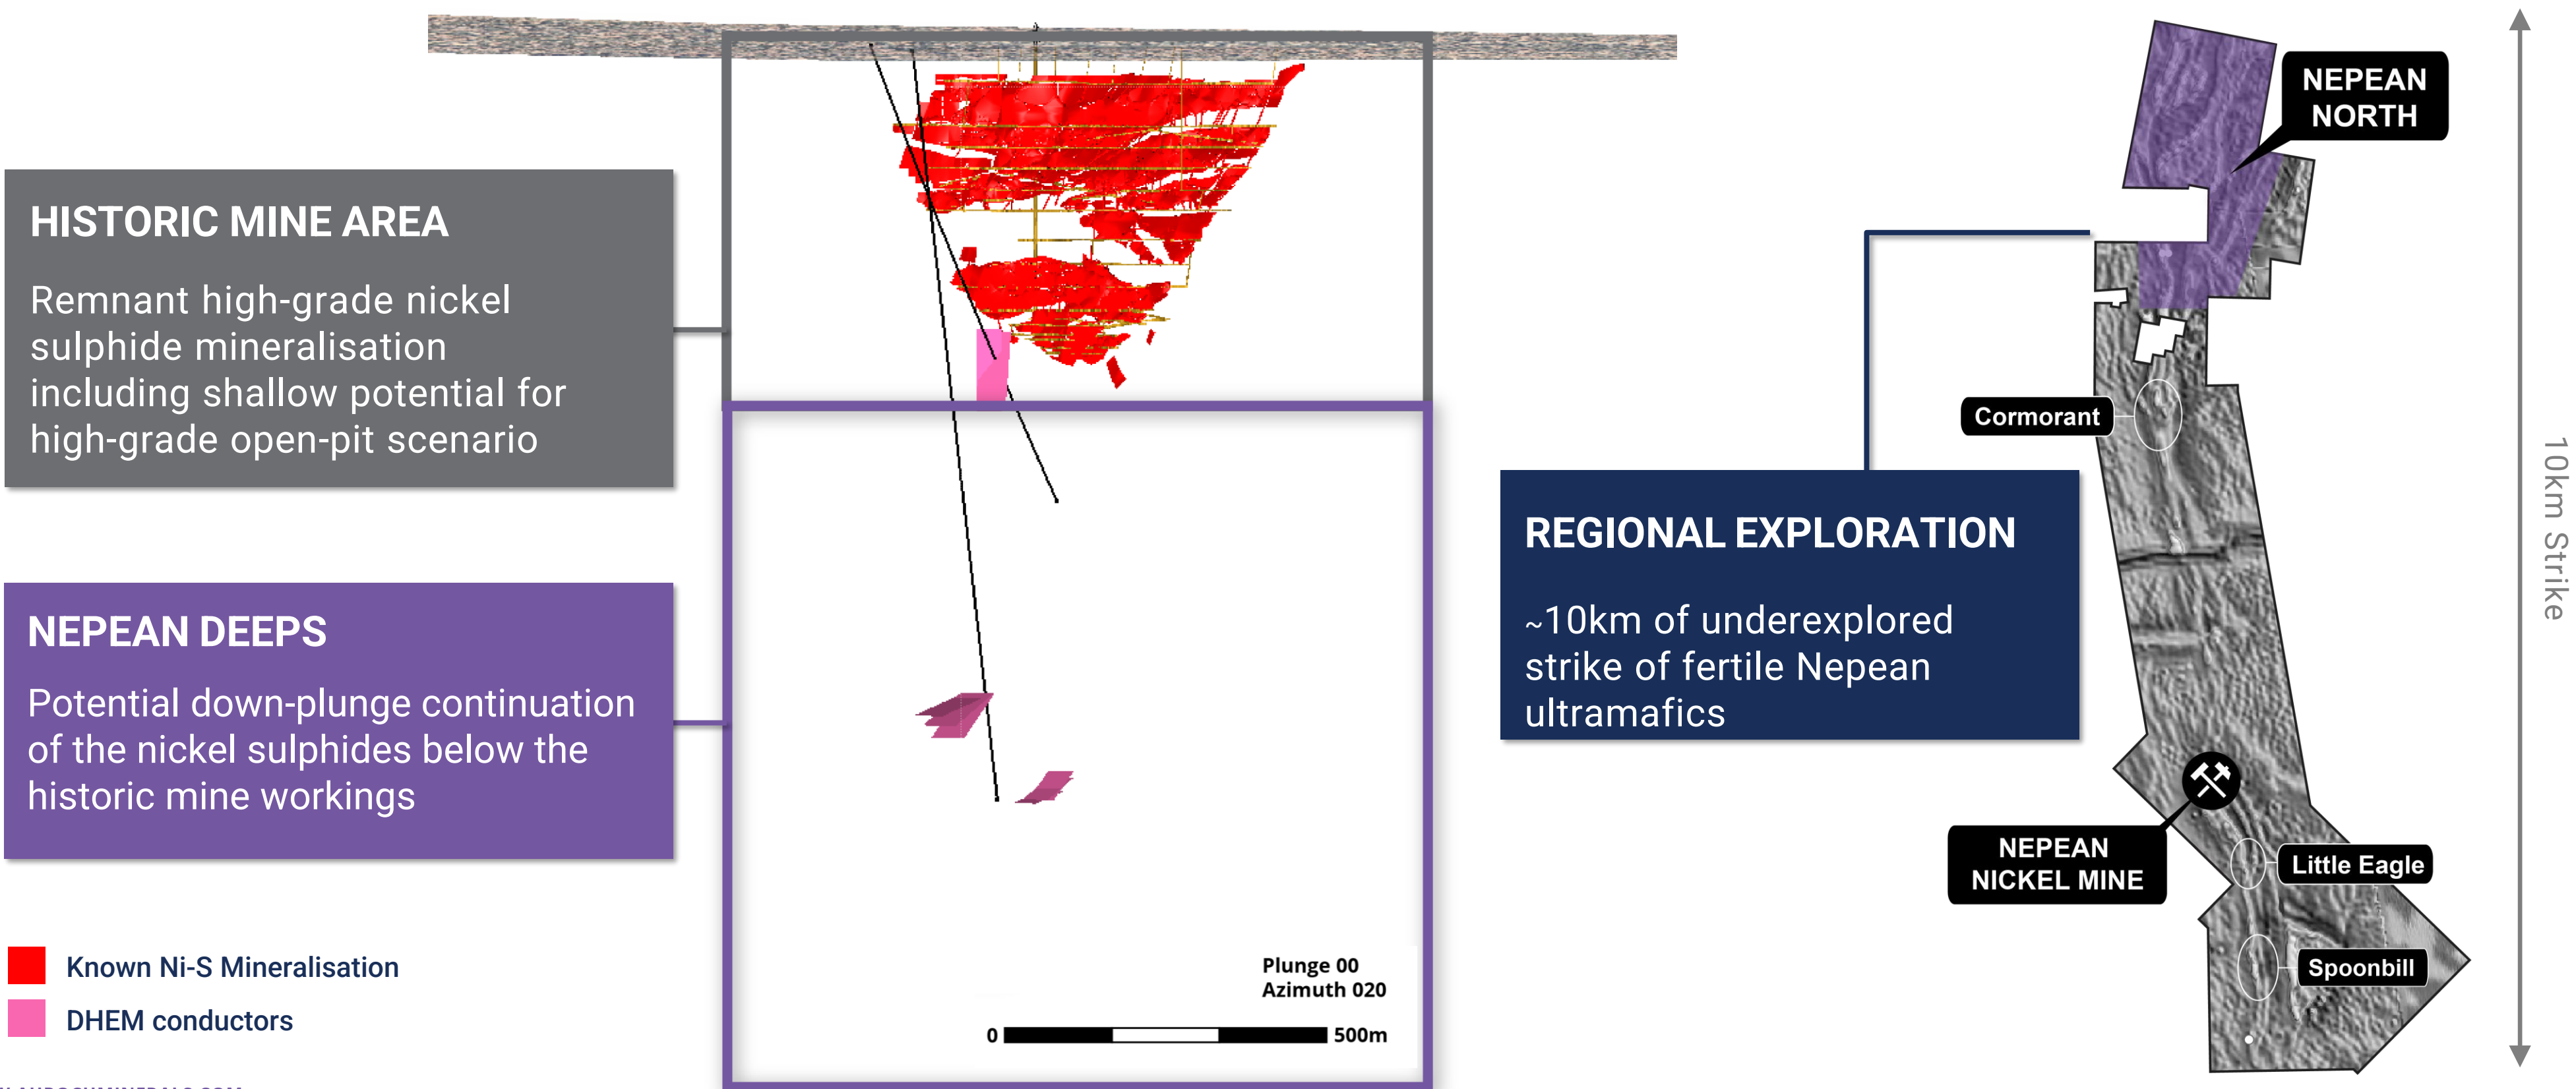 HISTORIC MINE AREA
Remnant high-grade nickel
sulphide mineralisation
including shallow potential for
high-grade open-pit scenario
NEPEAN DEEPS
Potential down-plunge continuation
of the nickel sulphides below the
historic mine workings
Known Ni-S Mineralisation
DHEM conductors
Plunge 00
Azimuth 020
0 500m
REGIONAL EXPLORATION
~10km of underexplored
strike of fertile Nepean
ultramafics
NEPEAN
NORTH
Cormorant
NEPEAN
NICKEL MINE
Little Eagle
Spoonbill
10km Strike